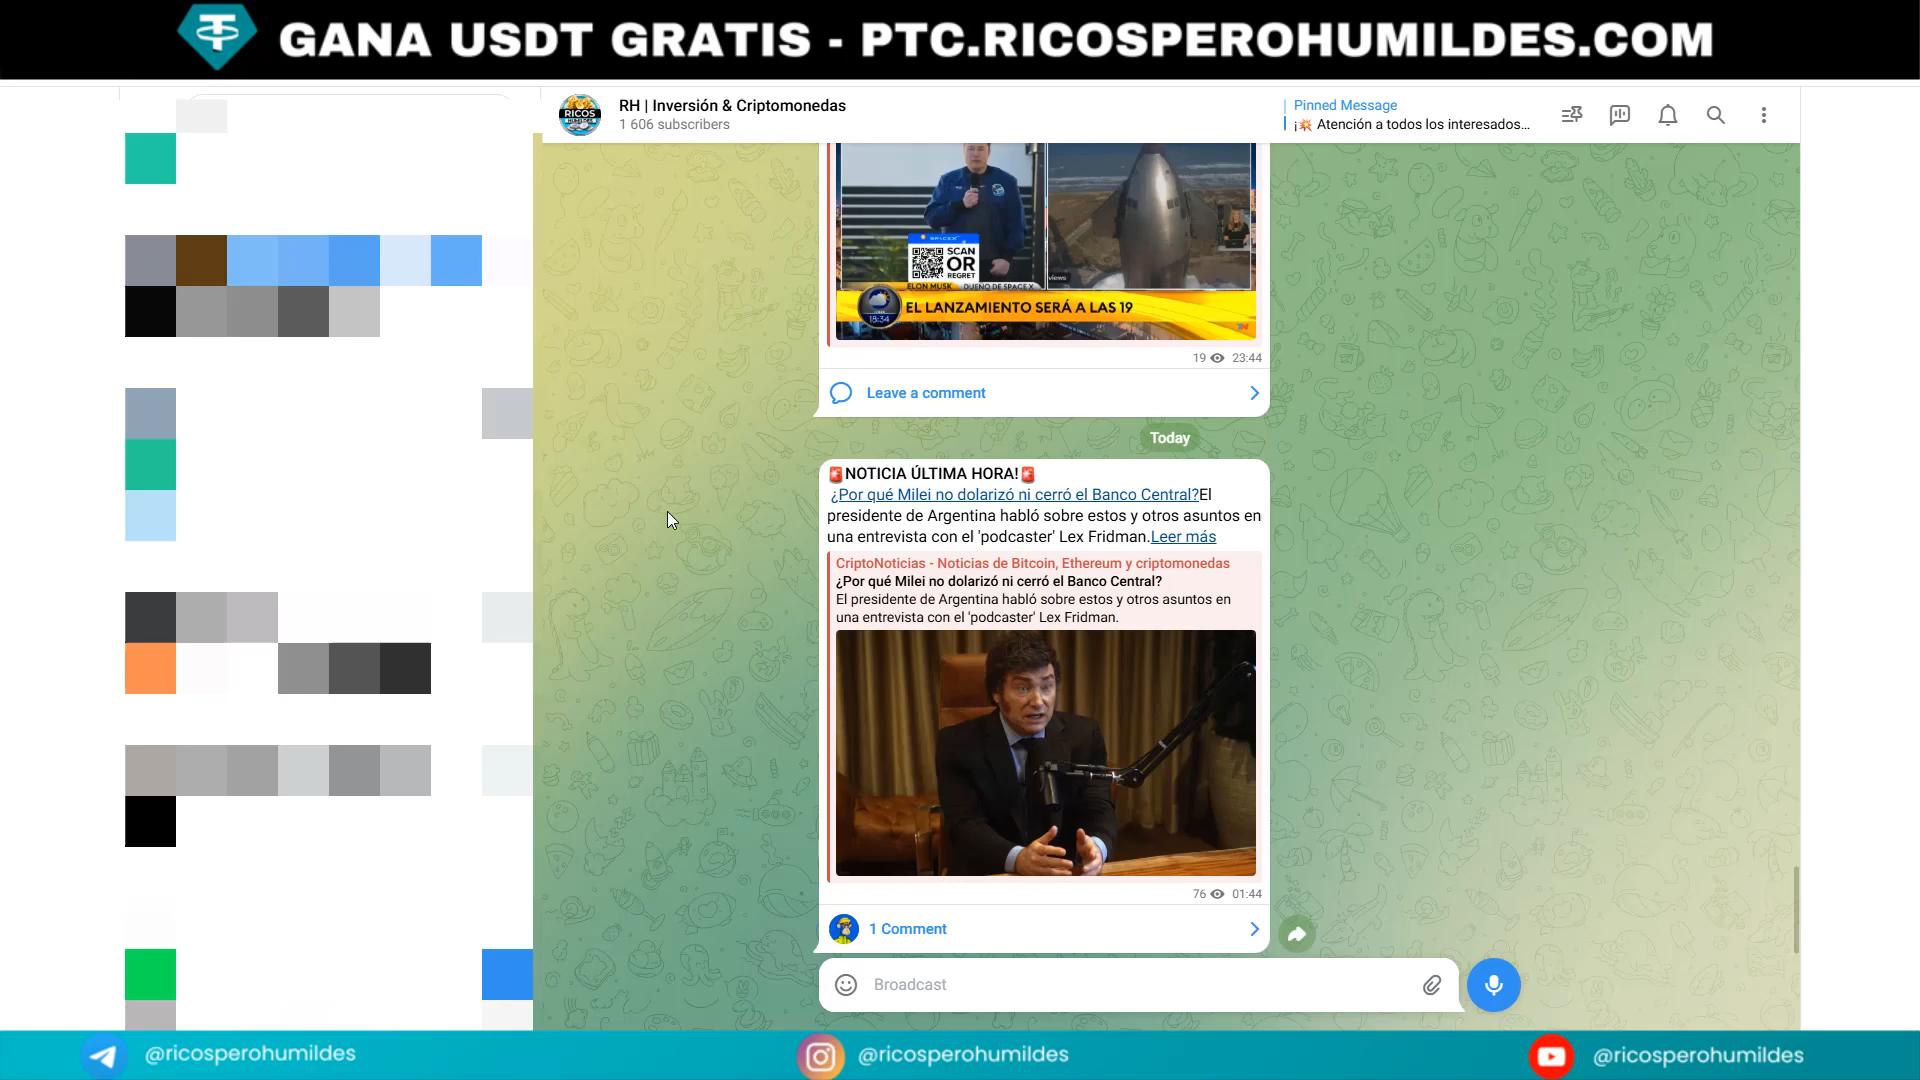 GANA USDT GRATIS - PTC.RICOSPEROHUMILDES.COM
RICOS
RH | Inversión & Criptomonedas
1 606 subscribers
Pinned Message
¡💥 Atención a todos los interesados...
SPACEX
SCAN
OR
REGRET
views
ELON MUSK DUEÑO DE SPACE X
18:34
EL LANZAMIENTO SERÁ A LAS 19
TN
19 23:44
Leave a comment
Today
🚨NOTICIA ÚLTIMA HORA!🚨
¿Por qué Milei no dolarizó ni cerró el Banco Central?El
presidente de Argentina habló sobre estos y otros asuntos en
una entrevista con el 'podcaster' Lex Fridman.Leer más
CriptoNoticias - Noticias de Bitcoin, Ethereum y criptomonedas
¿Por qué Milei no dolarizó ni cerró el Banco Central?
El presidente de Argentina habló sobre estos y otros asuntos en
una entrevista con el 'podcaster' Lex Fridman.
76 01:44
1 Comment
Broadcast
@ricosperohumildes
@ricosperohumildes
@ricosperohumildes